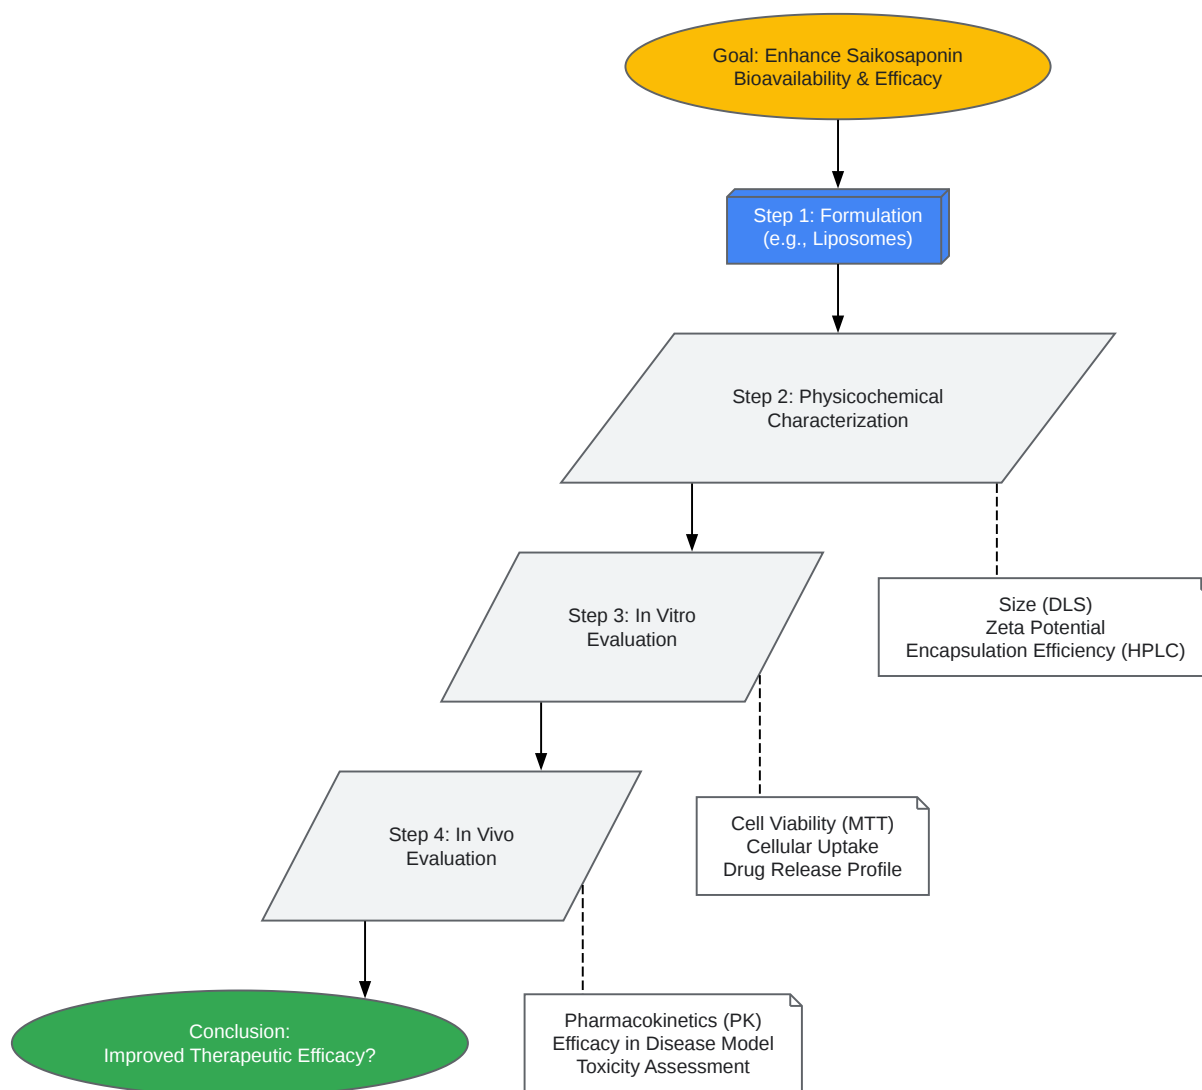 Goal: Enhance Saikosaponin
Bioavailability & Efficacy
Step 1: Formulation
(e.g., Liposomes)
Step 2: Physicochemical
Characterization
Size (DLS)
Zeta Potential
Encapsulation Efficiency (HPLC)
Step 3: In Vitro
Evaluation
Cell Viability (MTT)
Cellular Uptake
Drug Release Profile
Step 4: In Vivo
Evaluation
Pharmacokinetics (PK)
Efficacy in Disease Model
Toxicity Assessment
Conclusion:
Improved Therapeutic Efficacy?